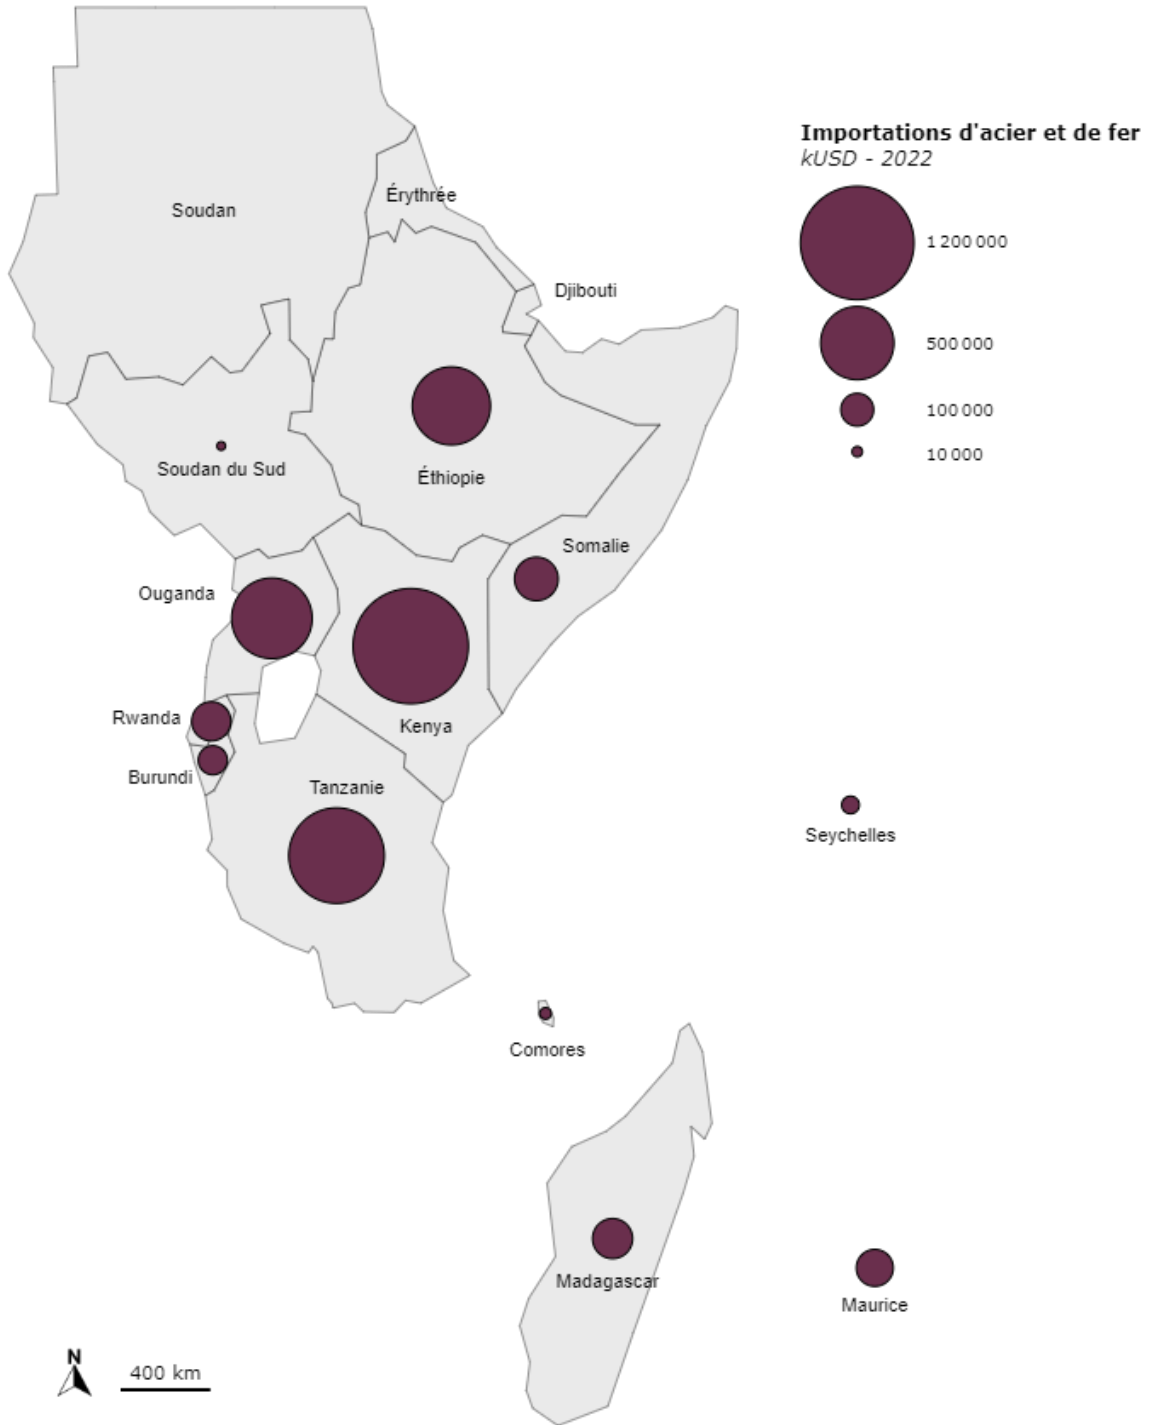 Importations d'acier et de fer
kUSD - 2022
1 200 000
500 000
100 000
10 000
Soudan
Érythrée
Djibouti
Soudan du Sud
Éthiopie
Somalie
Ouganda
Rwanda
Kenya
Burundi
Tanzanie
Seychelles
Comores
Madagascar
Maurice
N
400 km